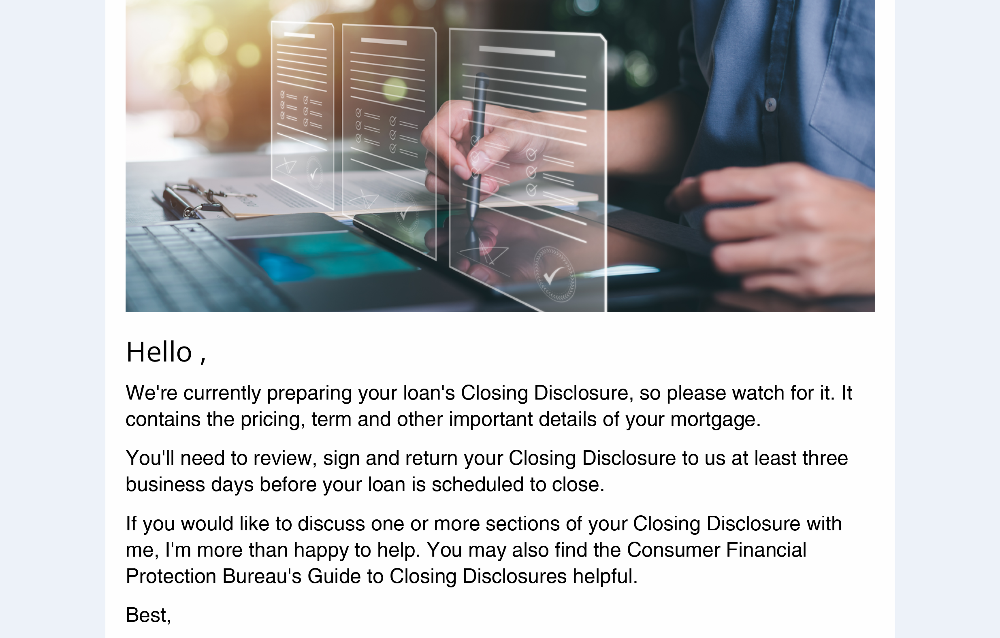 Hello ,
We're currently preparing your loan's Closing Disclosure, so please watch for it. It
contains the pricing, term and other important details of your mortgage.
You'll need to review, sign and return your Closing Disclosure to us at least three
business days before your loan is scheduled to close.
If you would like to discuss one or more sections of your Closing Disclosure with
me, I'm more than happy to help. You may also find the Consumer Financial
Protection Bureau's Guide to Closing Disclosures helpful.
Best,